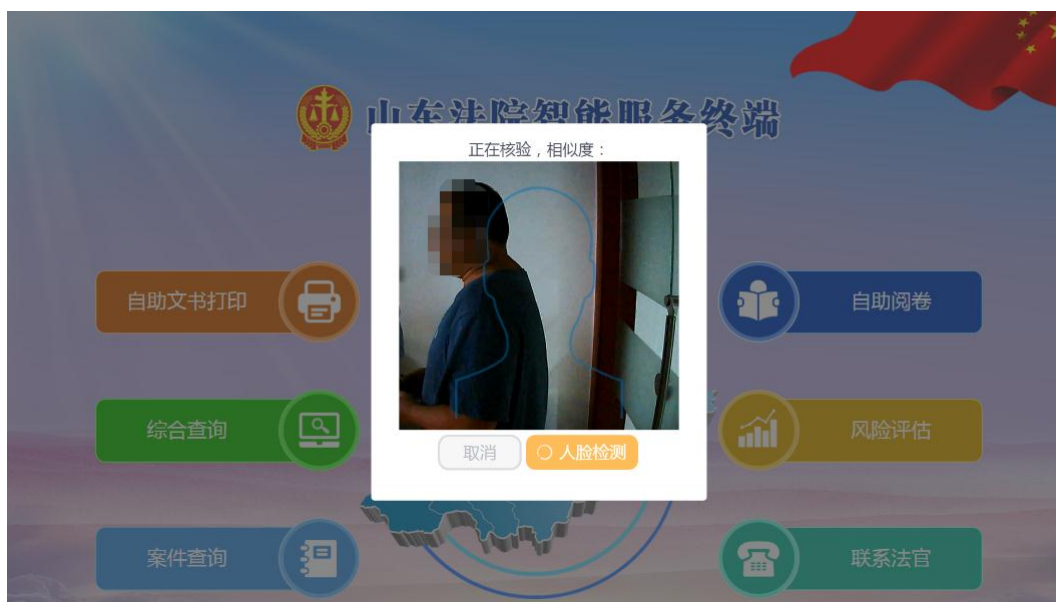 山东法院智能服务终端
正在核验，相似度：
自助文书打印
自助阅卷
综合查询
风险评估
取消
人脸检测
案件查询
联系法官